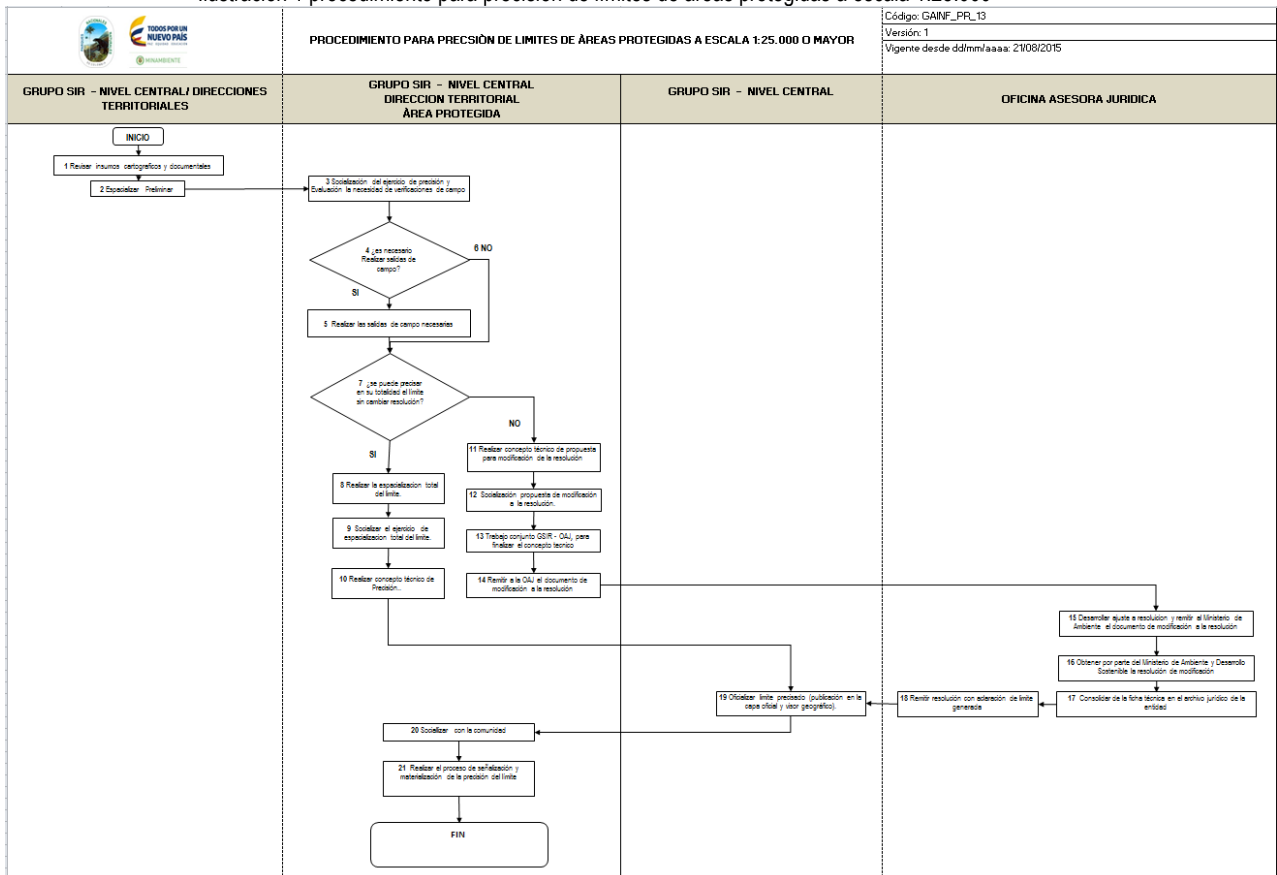 Ilustración 1 procedimiento para precisión de límites de áreas protegidas a escala 1:25.000
TODOS POR UN
NUEVO PAÍS
PAZ EQUIDAD EDUCACIÓN
MINAMBIENTE
PROCEDIMIENTO PARA PRECSIÒN DE LIMITES DE ÀREAS PROTEGIDAS A ESCALA 1:25.000 O MAYOR
Código: GAINF_PR_13
Versión: 1
Vigente desde dd/mm/aaaa: 21/08/2015
GRUPO SIR - NIVEL CENTRAL/ DIRECCIONES
TERRITORIALES
GRUPO SIR - NIVEL CENTRAL
DIRECCION TERRITORIAL
ÀREA PROTEGIDA
GRUPO SIR - NIVEL CENTRAL
OFICINA ASESORA JURIDICA
INICIO
1 Revisar insumos cartograficos y documentales
2 Espacializar Preliminar
3 Socialización del ejercicio de precisión y
Evaluación la necesidad de verificaciones de campo
4 ¿es necesario
Realizar salidas de
campo?
6 NO
SI
5 Realizar las salidas de campo necesarias
7 ¿se puede precisar
en su totalidad el límite
sin cambiar resolución?
NO
SI
11 Realizar concepto técnico de propuesta
para modificación de la resolución
8 Realizar la espacializacion total
del limite.
12 Socialización propuesta de modificación
a la resolución.
9 Socializar el ejercicio de
espacializacion total del limite.
13 Trabajo conjunto GSIR - OAJ, para
finalizar el concepto tecnico
10 Realizar concepto técnico de
Precisión..
14 Remitir a la OAJ el documento de
modificación a la resolución
15 Desarrollar ajuste a resolucion y remitir al Ministerio de
Ambiente el documento de modificación a la resolución
16 Obtener por parte del Ministerio de Ambiente y Desarrollo
Sostenible la resolución de modificación
19 Oficializar limite precisado (publicación en la
capa oficial y visor geográfico).
18 Remitir resolución con aclaración de limite
generada
17 Consolidar de la ficha técnica en el archivo jurídico de la
entidad
20 Socializar con la comunidad
21 Realizar el proceso de señalización y
materialización de la precisión del límite
FIN